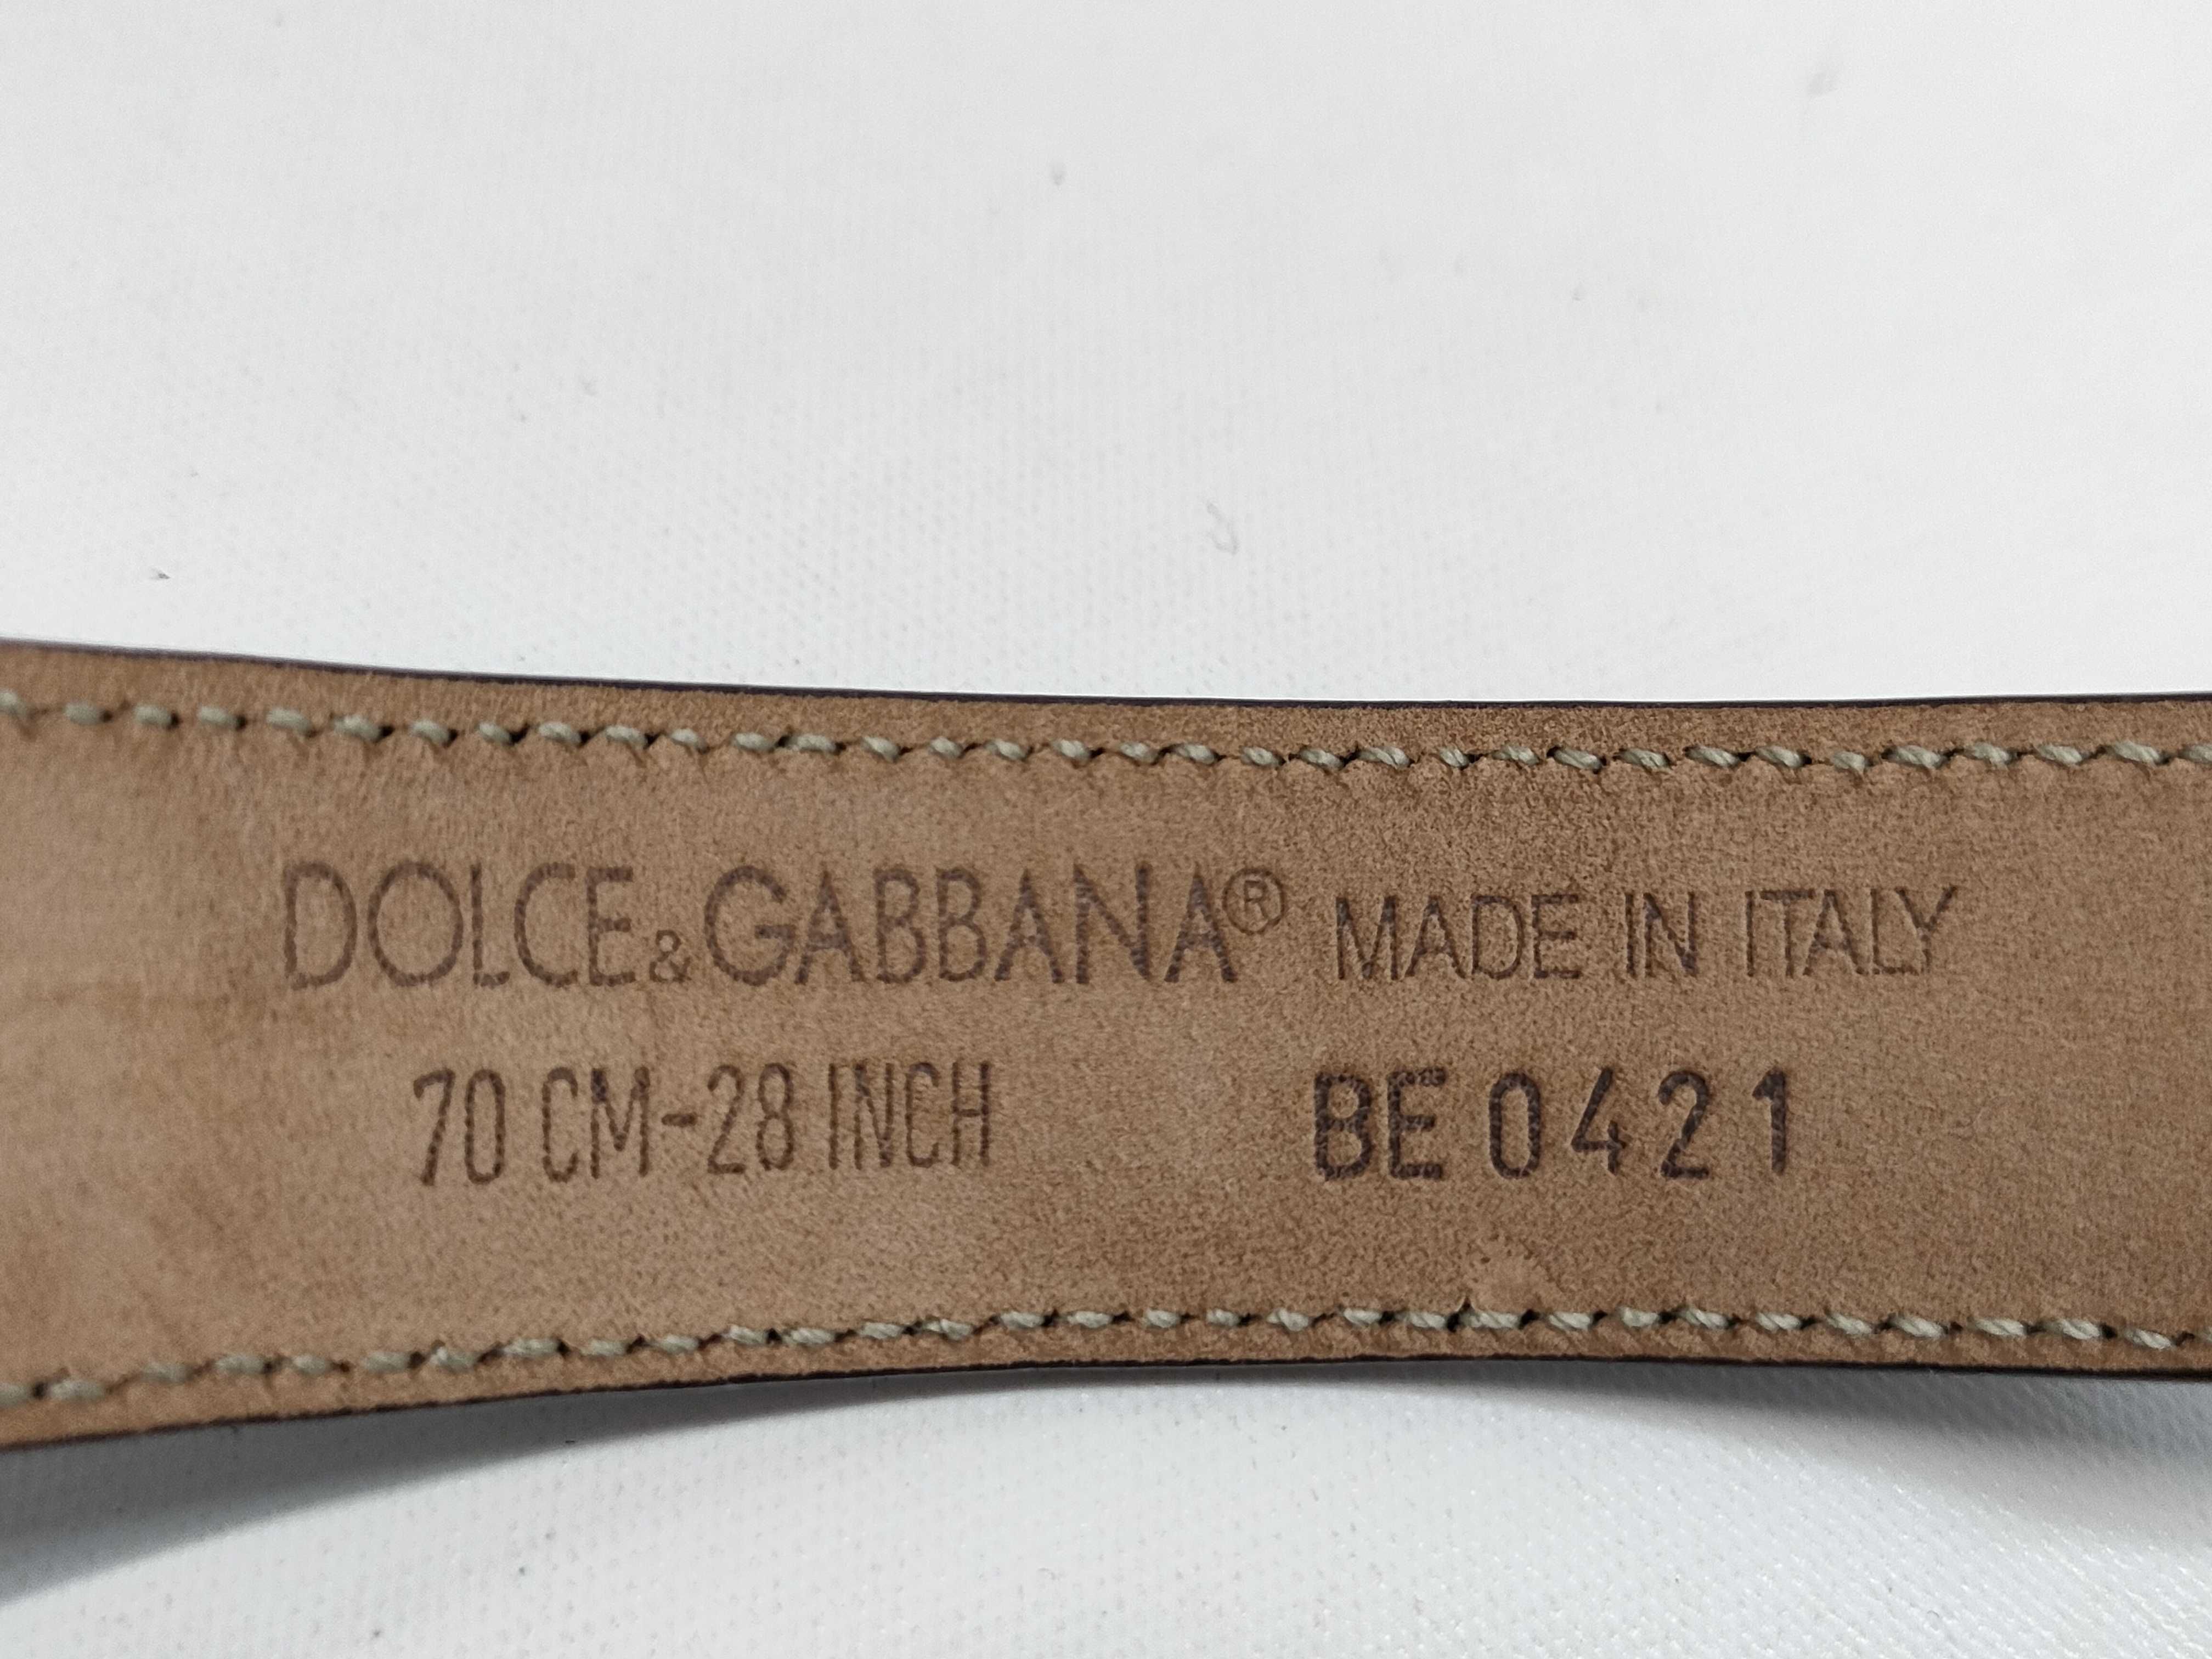 DOLCE&GABBANA® MADE IN ITALY
70 CM-28 INCH BE 0421